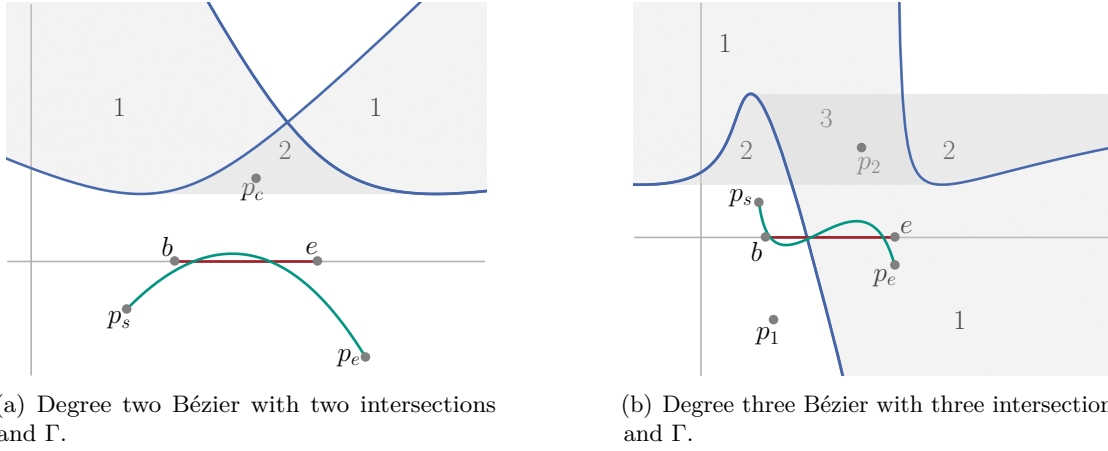 1
1
2
p_c
b
e
p_s
p_e
1
3
2
2
p_2
p_s
b
e
p_e
p_1
1
(a) Degree two Bézier with two intersections
and Γ.
(b) Degree three Bézier with three intersection
and Γ.